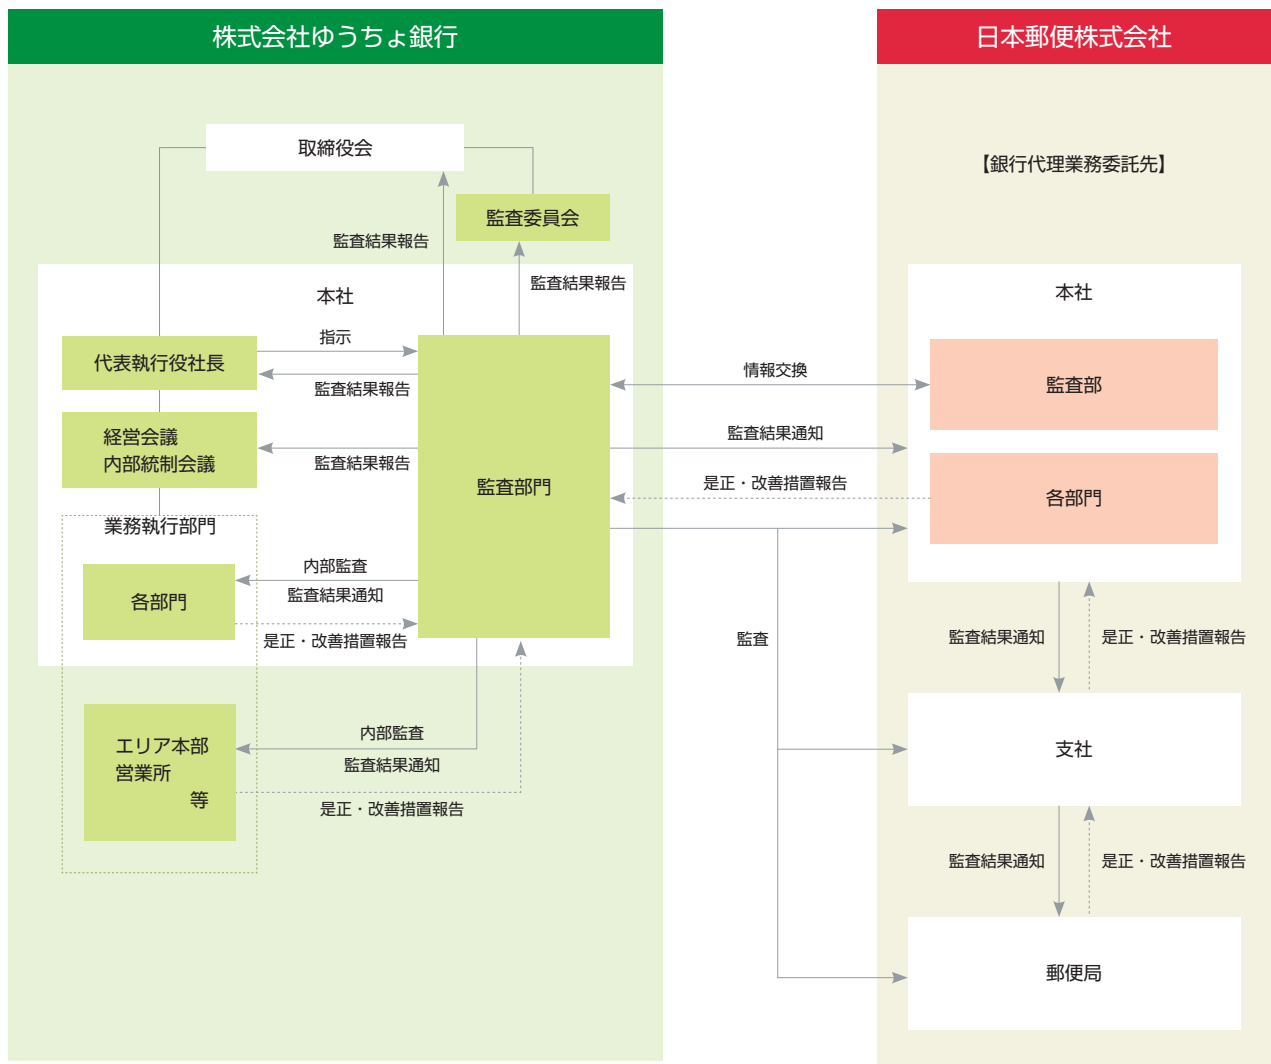 株式会社ゆうちょ銀行
取締役会
監査委員会
監査結果報告
監査結果報告
本社
代表執行役社長
指示
監査結果報告
経営会議
内部統制会議
監査結果報告
監査部門
業務執行部門
各部門
内部監査
監査結果通知
是正・改善措置報告
エリア本部
営業所
等
内部監査
監査結果通知
是正・改善措置報告
情報交換
監査結果通知
是正・改善措置報告
監査
日本郵便株式会社
【銀行代理業務委託先】
本社
監査部
各部門
監査結果通知
是正・改善措置報告
支社
監査結果通知
是正・改善措置報告
郵便局